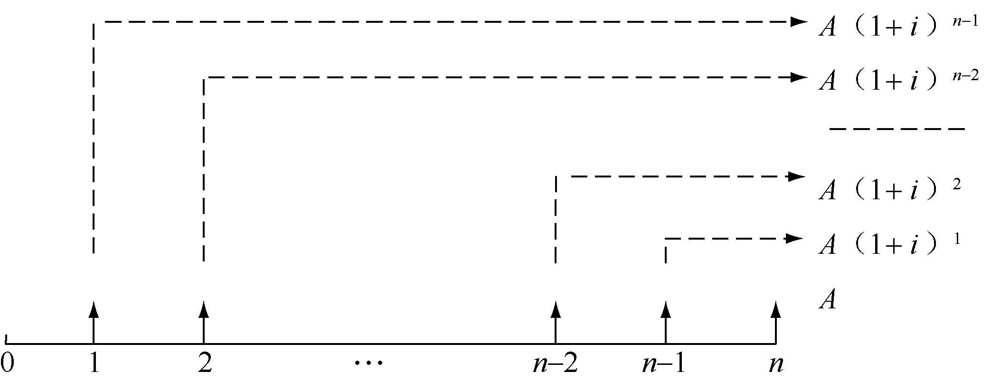 A（1+i）n–1
A（1+i）n–2
A（1+i）2
A（1+i）1
A
0 1 2 … n–2 n–1 n